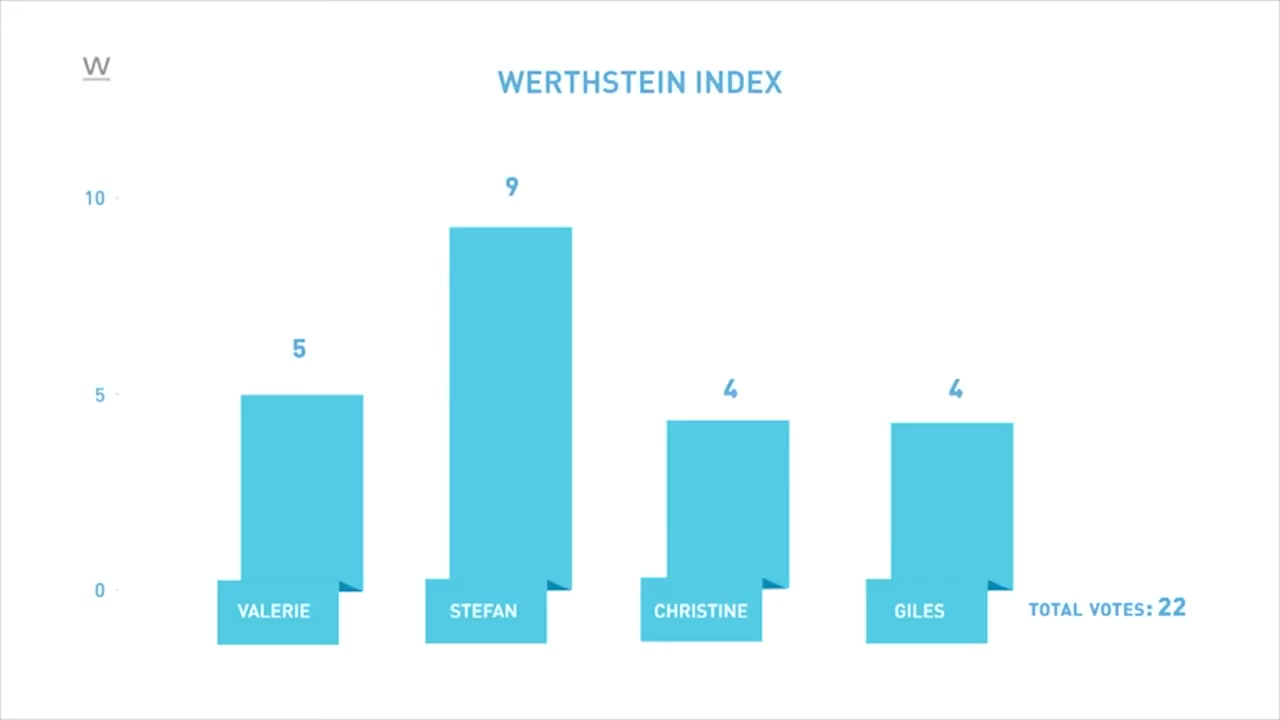 W
WERTHSTEIN INDEX
10
9
5
5
4
4
0
VALERIE
STEFAN
CHRISTINE
GILES
TOTAL VOTES: 22